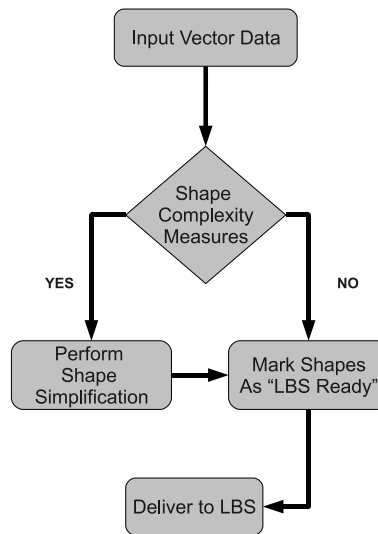 Input Vector Data
Shape
Complexity
Measures
YES
NO
Perform
Shape
Simplification
Mark Shapes
As “LBS Ready”
Deliver to LBS